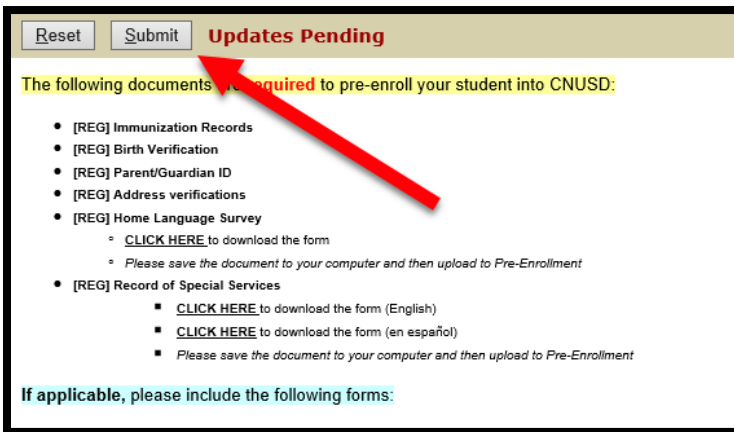 Reset Submit Updates Pending
The following documents are required to pre-enroll your student into CNUSD:
• [REG] Immunization Records
• [REG] Birth Verification
• [REG] Parent/Guardian ID
• [REG] Address verifications
• [REG] Home Language Survey
° CLICK HERE to download the form
° Please save the document to your computer and then upload to Pre-Enrollment
• [REG] Record of Special Services
▪ CLICK HERE to download the form (English)
▪ CLICK HERE to download the form (en español)
▪ Please save the document to your computer and then upload to Pre-Enrollment
If applicable, please include the following forms: